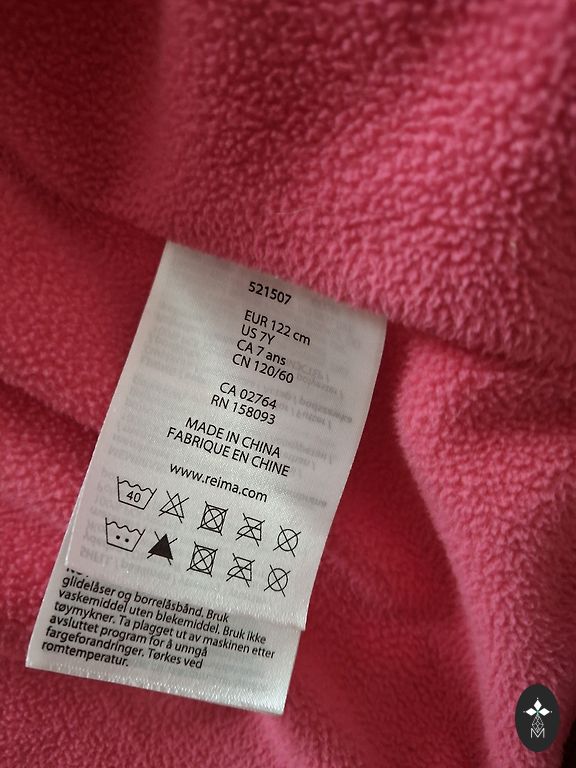 521507
EUR 122 cm
US 7Y
CA 7 ans
CN 120/60
CA 02764
RN 158093
MADE IN CHINA
FABRIQUE EN CHINE
www.reima.com
40
glidelåser og borrelåsbånd. Bruk
vaskemiddel uten blekemiddel. Bruk ikke
tøymykner. Ta plagget ut av maskinen etter
avsluttet program for å unngå
fargeforandringer. Tørkes ved
romtemperatur.
M